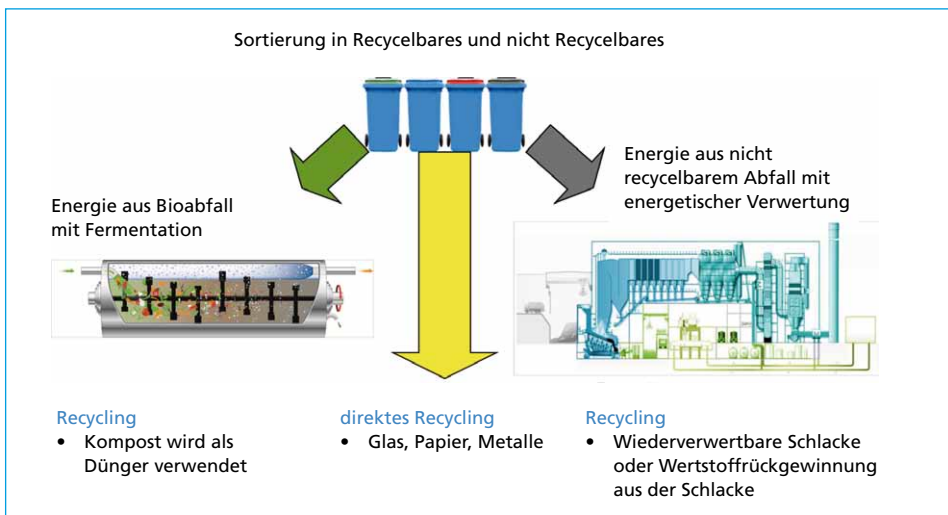 Sortierung in Recycelbares und nicht Recycelbares
Energie aus Bioabfall
mit Fermentation
Energie aus nicht
recycelbarem Abfall mit
energetischer Verwertung
Recycling
• Kompost wird als
Dünger verwendet
direktes Recycling
• Glas, Papier, Metalle
Recycling
• Wiederverwertbare Schlacke
oder Wertstoffrückgewinnung
aus der Schlacke